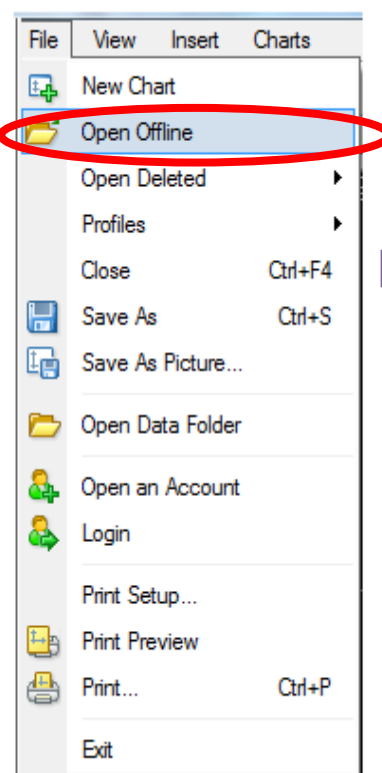 File View Insert Charts
New Chart
Open Offline
Open Deleted
Profiles
Close Ctrl+F4
Save As Ctrl+S
Save As Picture...
Open Data Folder
Open an Account
Login
Print Setup...
Print Preview
Print... Ctrl+P
Exit